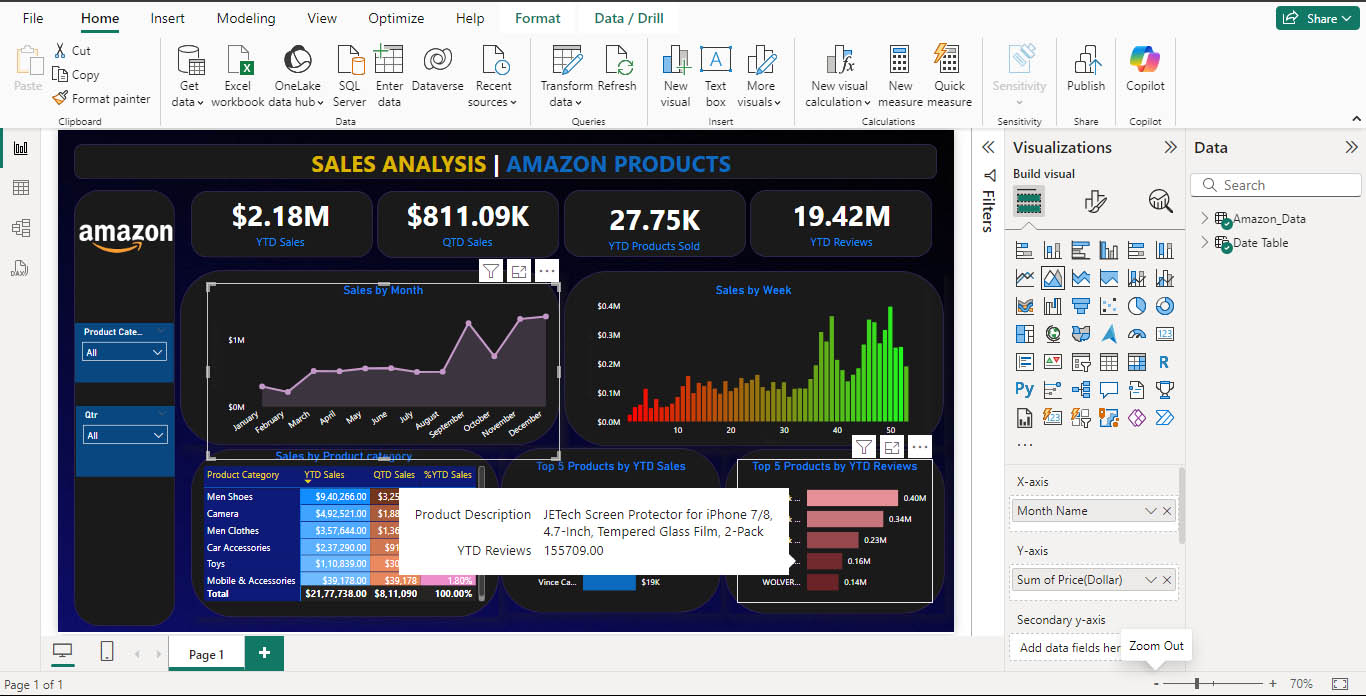 File Home Insert Modeling View Optimize Help Format Data / Drill Share
Paste
Cut
Copy
Format painter
Get data
Excel workbook
OneLake data hub
SQL Server
Enter data
Dataverse
Recent sources
Transform data
Refresh
New visual
Text box
More visuals
New visual calculation
New measure
Quick measure
Sensitivity
Publish
Copilot
Clipboard Data Queries Insert Calculations Sensitivity Share Copilot
SALES ANALYSIS | AMAZON PRODUCTS
amazon
$2.18M
YTD Sales
$811.09K
QTD Sales
27.75K
YTD Products Sold
19.42M
YTD Reviews
Product Cate...
All
Qtr
All
Sales by Month
$1M
$0M
January February March April May June July August September October November December
Sales by Week
$0.4M
$0.3M
$0.2M
$0.1M
$0.0M
10 20 30 40 50
Sales by Product category
Product Category YTD Sales QTD Sales %YTD Sales
Men Shoes $9,40,266.00 $3,25
Camera $4,92,521.00 $1,88
Men Clothes $3,57,644.00 $1,36
Car Accessories $2,37,290.00 $91
Toys $1,10,839.00 $30
Mobile & Accessories $39,178.00 $39,178 1.80%
Total $21,77,738.00 $8,11,090 100.00%
Top 5 Products by YTD Sales
Vince Ca... $19K
Top 5 Products by YTD Reviews
k ... 0.40M
k ... 0.34M
k ... 0.23M
0.16M
WOLVER... 0.14M
Product Description JETech Screen Protector for iPhone 7/8,
4.7-Inch, Tempered Glass Film, 2-Pack
YTD Reviews 155709.00
Filters
Visualizations
Build visual
123
R
Py
123
X-axis
Month Name
Y-axis
Sum of Price(Dollar)
Secondary y-axis
Add data fields her
Zoom Out
Data
Search
Amazon_Data
Date Table
Page 1
Page 1 of 1
- + 70%